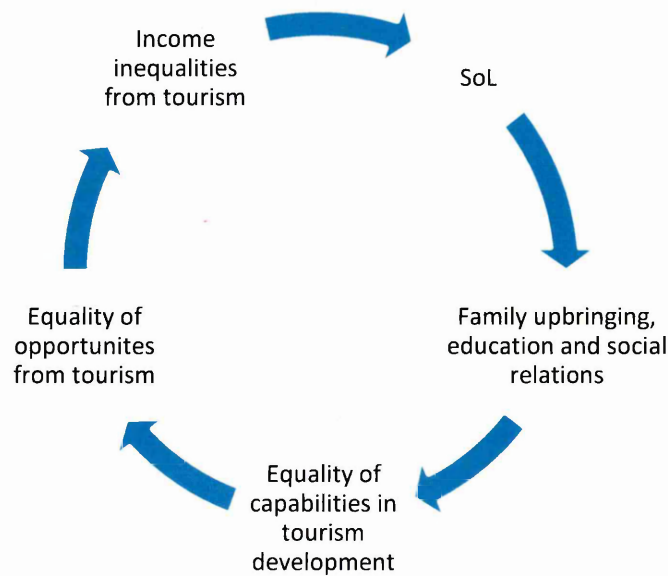 Income
inequalities
from tourism
SoL
Family upbringing,
education and social
relations
Equality of
capabilities in
tourism
development
Equality of
opportunites
from tourism